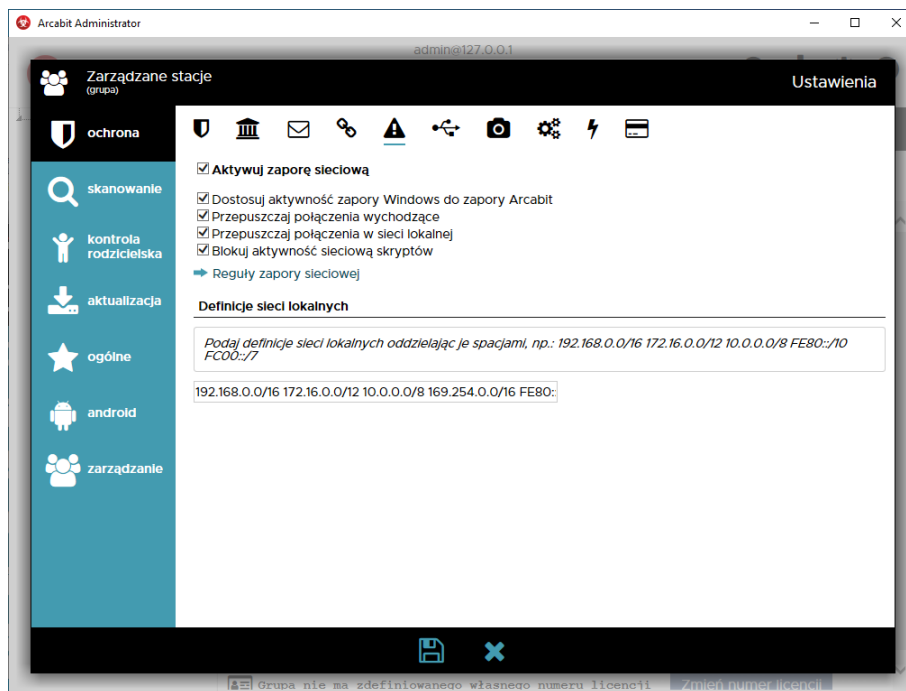 Arcabit Administrator
admin@127.0.0.1
Zarządzane stacje
(grupa)
Ustawienia
ochrona
skanowanie
kontrola
rodzicielska
aktualizacja
ogólne
android
zarządzanie
Aktywuj zaporę sieciową
Dostosuj aktywność zapory Windows do zapory Arcabit
Przepuszczaj połączenia wychodzące
Przepuszczaj połączenia w sieci lokalnej
Blokuj aktywność sieciową skryptów
Reguły zapory sieciowej
Definicje sieci lokalnych
Podaj definicje sieci lokalnych oddzielając je spacjami, np.: 192.168.0.0/16 172.16.0.0/12 10.0.0.0/8 FE80::/10
FC00::/7
192.168.0.0/16 172.16.0.0/12 10.0.0.0/8 169.254.0.0/16 FE80:
Grupa nie ma zdefiniowanego własnego numeru licencji
Zmień numer licencji